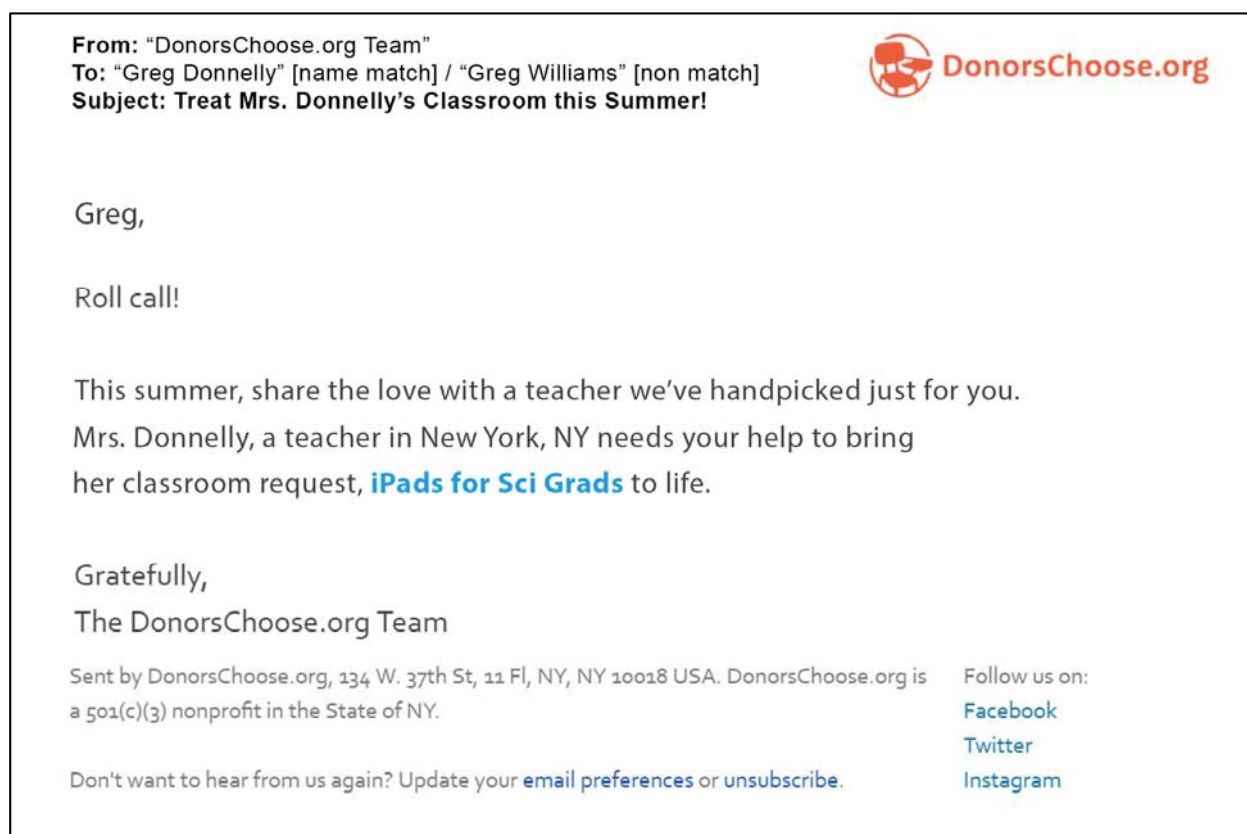 From: “DonorsChoose.org Team”
To: “Greg Donnelly” [name match] / “Greg Williams” [non match]
Subject: Treat Mrs. Donnelly’s Classroom this Summer!
DonorsChoose.org
Greg,
Roll call!
This summer, share the love with a teacher we’ve handpicked just for you.
Mrs. Donnelly, a teacher in New York, NY needs your help to bring
her classroom request, iPads for Sci Grads to life.
Gratefully,
The DonorsChoose.org Team
Sent by DonorsChoose.org, 134 W. 37th St, 11 Fl, NY, NY 10018 USA. DonorsChoose.org is
a 501(c)(3) nonprofit in the State of NY.
Don't want to hear from us again? Update your email preferences or unsubscribe.
Follow us on:
Facebook
Twitter
Instagram